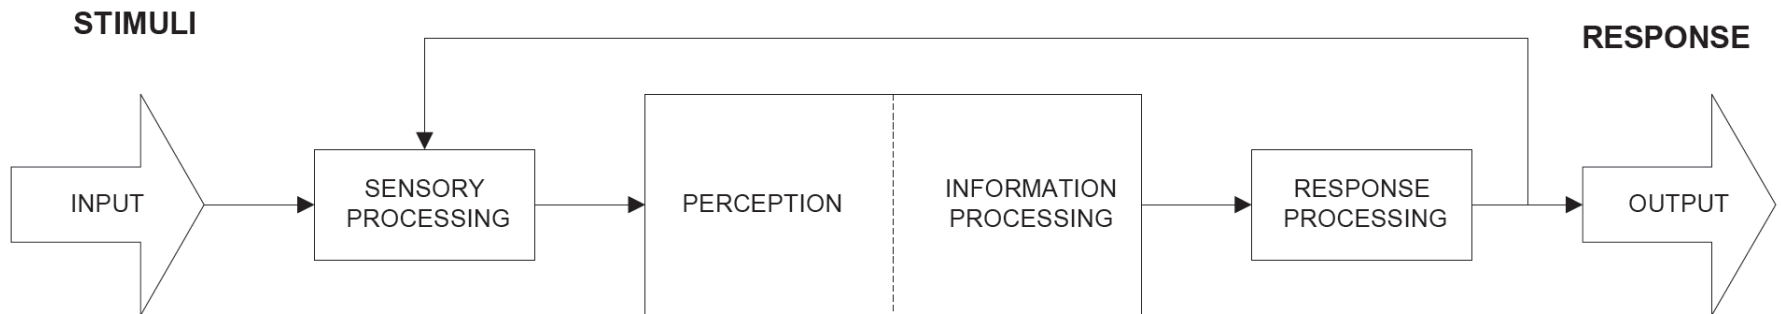 STIMULI
RESPONSE
INPUT
SENSORY
PROCESSING
PERCEPTION
INFORMATION
PROCESSING
RESPONSE
PROCESSING
OUTPUT